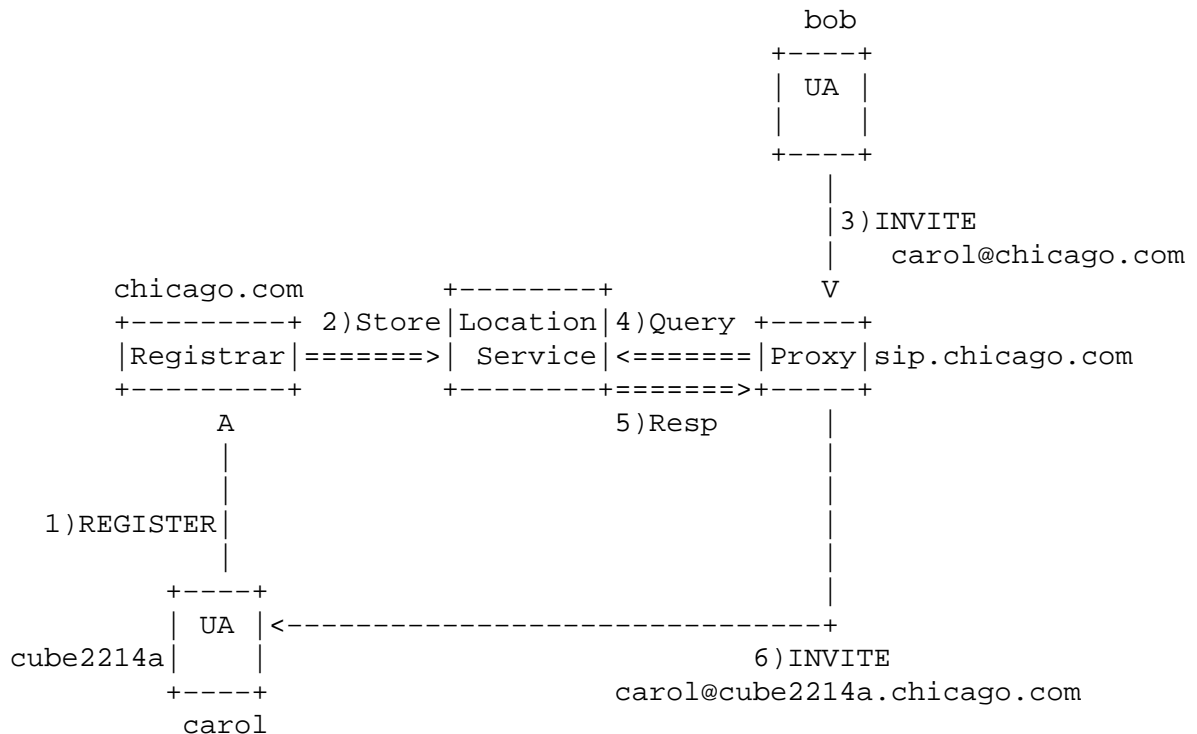 bob
+----+
| UA |
|    |
+----+
|
|3)INVITE
|   carol@chicago.com
chicago.com        +--------+            V
+---------+ 2)Store|Location|4)Query +-----+
|Registrar|=======>| Service|<=======|Proxy|sip.chicago.com
+---------+        +--------+=======>+-----+
A                      5)Resp      |
|                                  |
|                                  |
1)REGISTER|                                  |
|                                  |
+----+                               |
| UA |<-------------------------------+
cube2214a|    |                            6)INVITE
+----+                    carol@cube2214a.chicago.com
carol